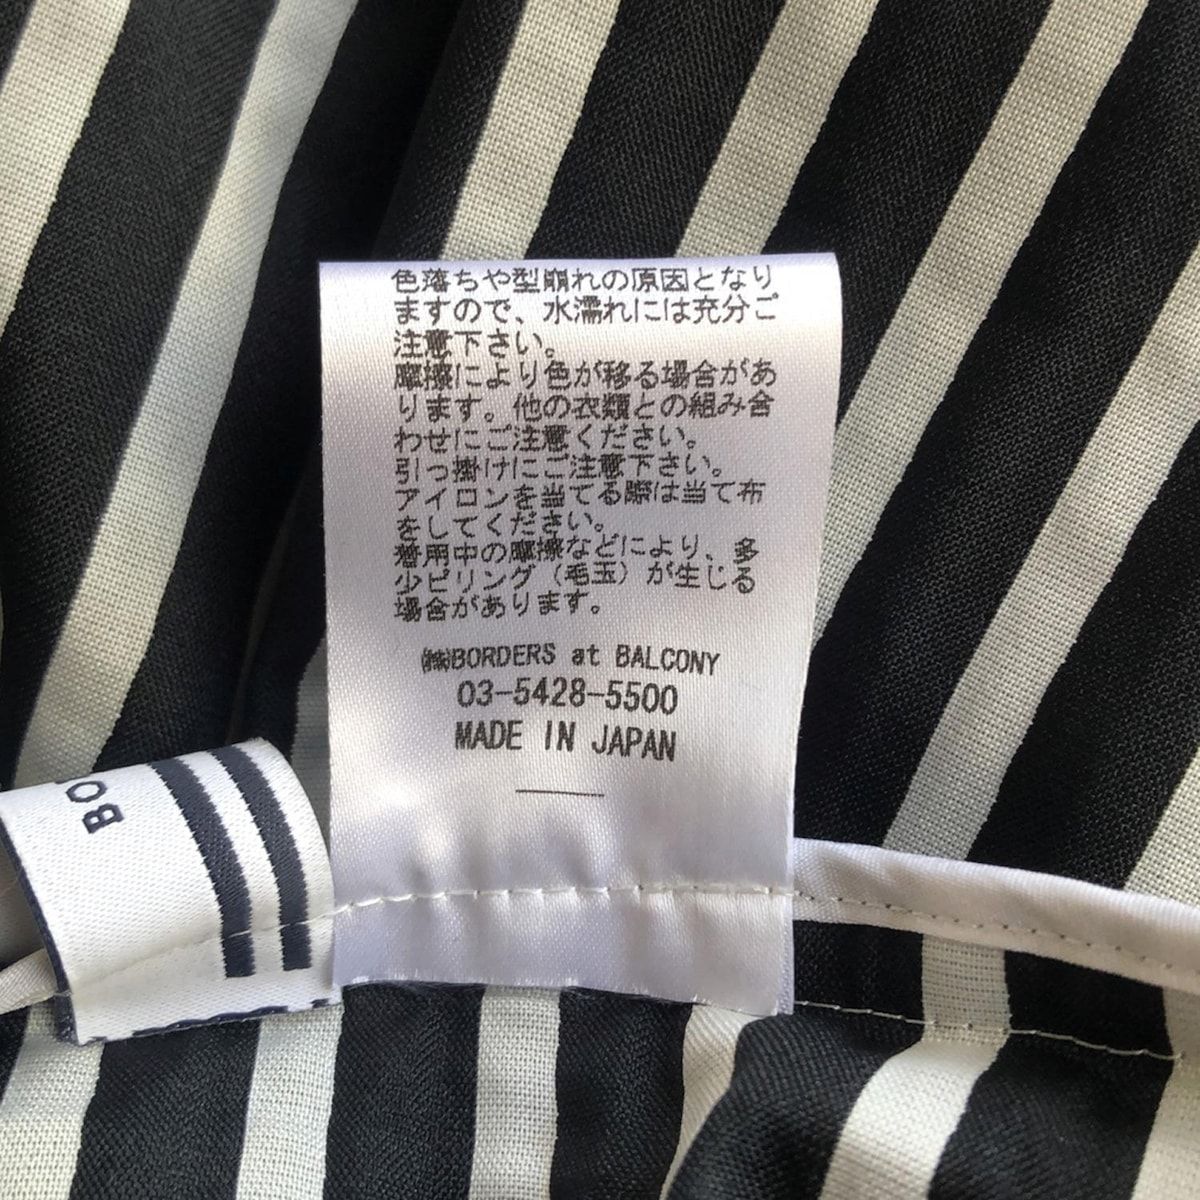 色落ちや型崩れの原因となり
ますので、水濡れには充分ご
注意下さい。
摩擦により色が移る場合があ
ります。他の衣類との組み合
わせにご注意ください。
引っ掛けにご注意下さい。
アイロンを当てる際は当て布
をしてください。
着用中の摩擦などにより、多
少ピリング（毛玉）が生じる
場合があります。
㈱BORDERS at BALCONY
03-5428-5500
MADE IN JAPAN